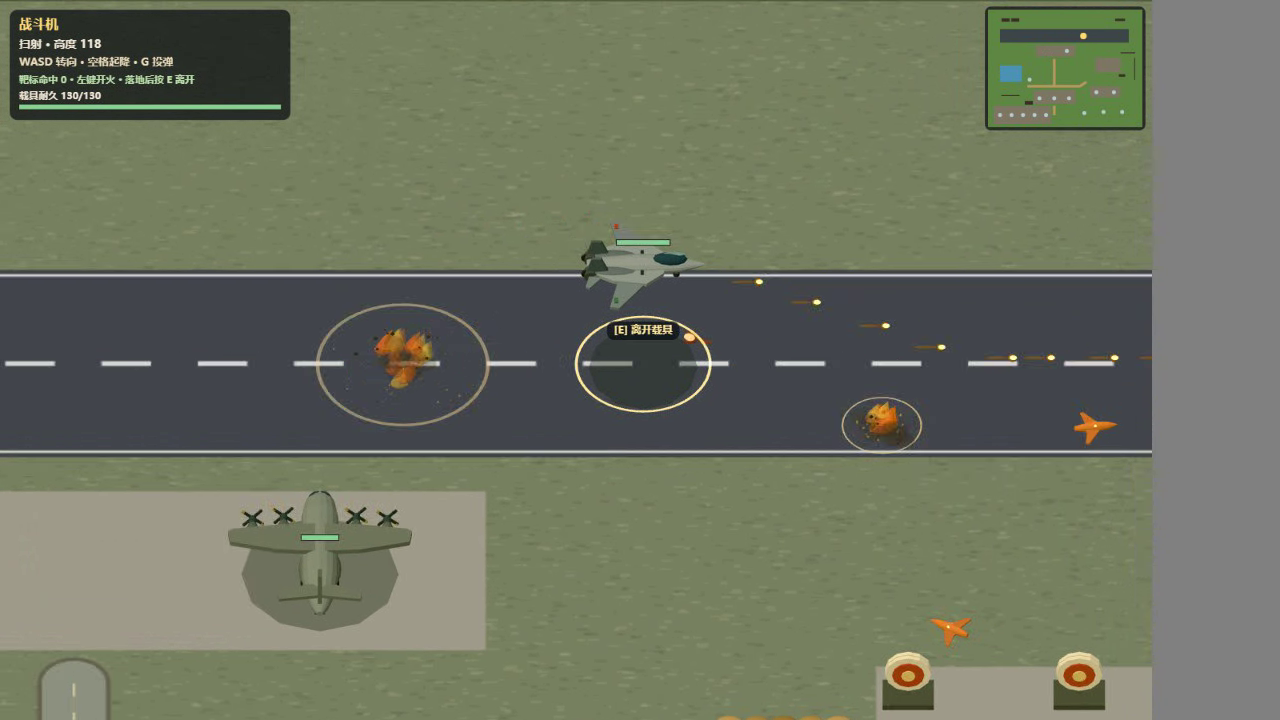 战斗机
扫射 • 高度 118
WASD 转向 • 空格起降 • G 投弹
靶标命中 0 • 左键开火 • 落地后按 E 离开
载具耐久 130/130
[E] 离开载具